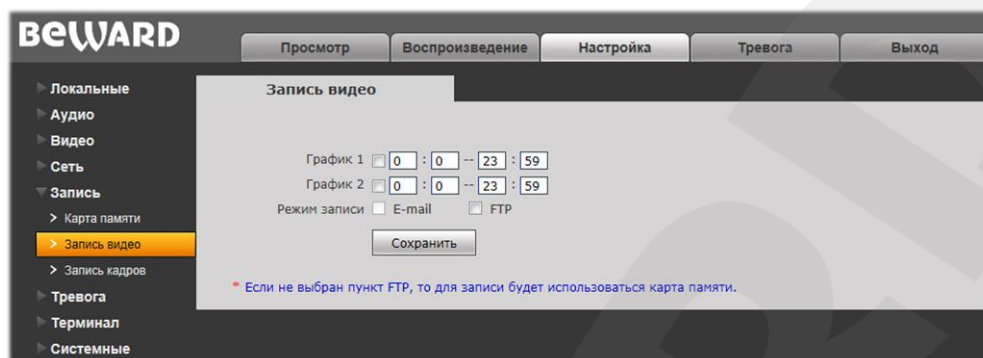 BEWARD
Просмотр Воспроизведение Настройка Тревога Выход
Локальные
Аудио
Видео
Сеть
Запись
> Карта памяти
> Запись видео
> Запись кадров
Тревога
Терминал
Системные
Запись видео
График 1 0 : 0 -- 23 : 59
График 2 0 : 0 -- 23 : 59
Режим записи E-mail FTP
Сохранить
* Если не выбран пункт FTP, то для записи будет использоваться карта памяти.